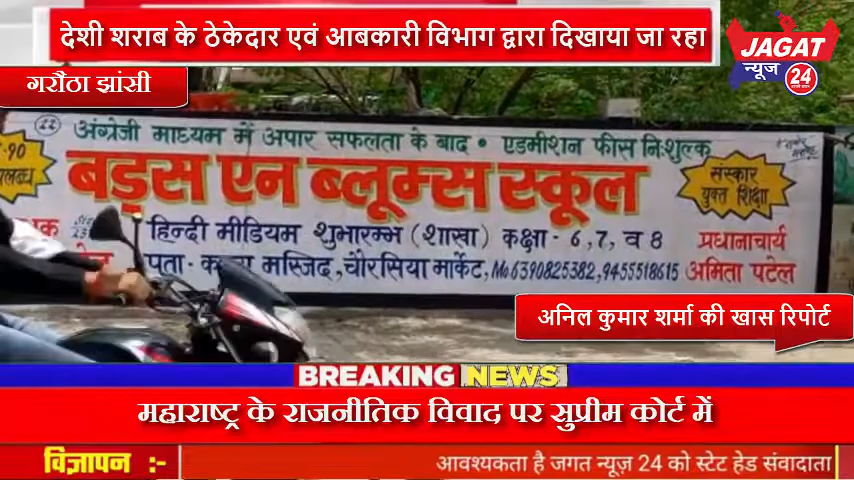 देशी शराब के ठेकेदार एवं आबकारी विभाग द्वारा दिखाया जा रहा
JAGAT
न्यूज 24
गरौंठा झांसी
22
अंग्रेजी माध्यम में अपार सफलता के बाद • एडमीशन फीस निःशुल्क
बड्स एन ब्लूम्स स्कूल
संस्कार
युक्त शिक्षा
हिन्दी मीडियम शुभारम्भ (शाखा) कक्षा - 6,7, व 8
प्रधानाचार्य
पता - मस्जिद, चौरसिया मार्केट, Mo 6390825382, 9455518615 अमिता पटेल
अनिल कुमार शर्मा की खास रिपोर्ट
BREAKING NEWS
महाराष्ट्र के राजनीतिक विवाद पर सुप्रीम कोर्ट में
विज्ञापन :- आवश्यकता है जगत न्यूज़ 24 को स्टेट हेड संवादाता